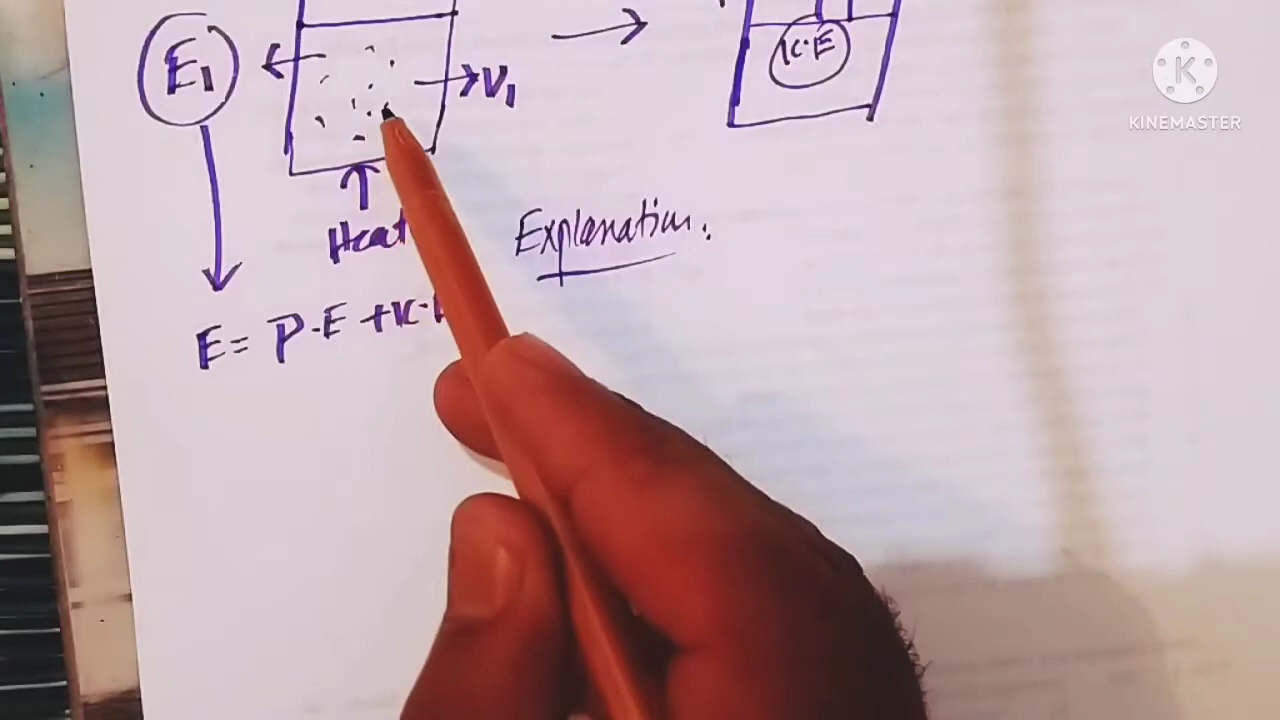 E1
V1
K.E
K
KINEMASTER
Heat
Explanation.
E= P.E + K.